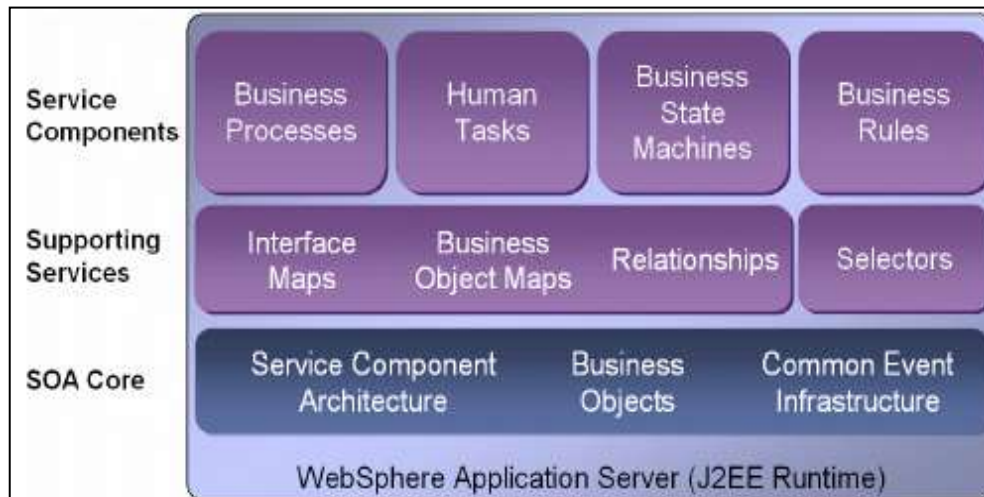 Service
Components
Business
Processes
Human
Tasks
Business
State
Machines
Business
Rules
Supporting
Services
Interface
Maps
Business
Object Maps
Relationships
Selectors
SOA Core
Service Component
Architecture
Business
Objects
Common Event
Infrastructure
WebSphere Application Server (J2EE Runtime)